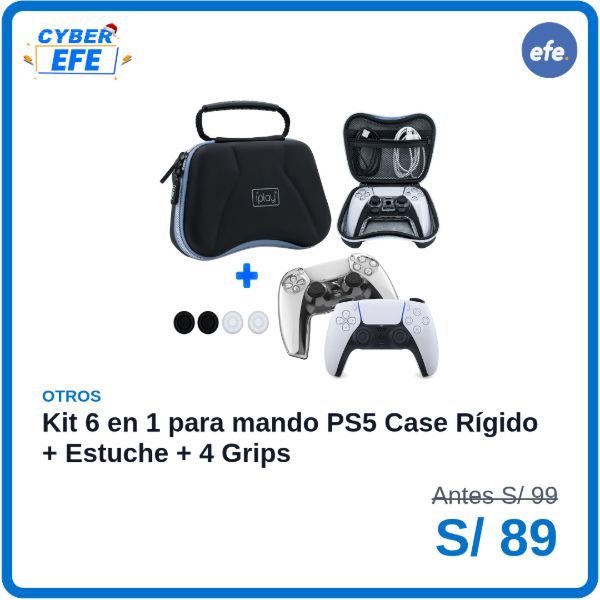 CYBER
EFE
efe.
iplay
OTROS
Kit 6 en 1 para mando PS5 Case Rígido
+ Estuche + 4 Grips
Antes S/ 99
S/ 89